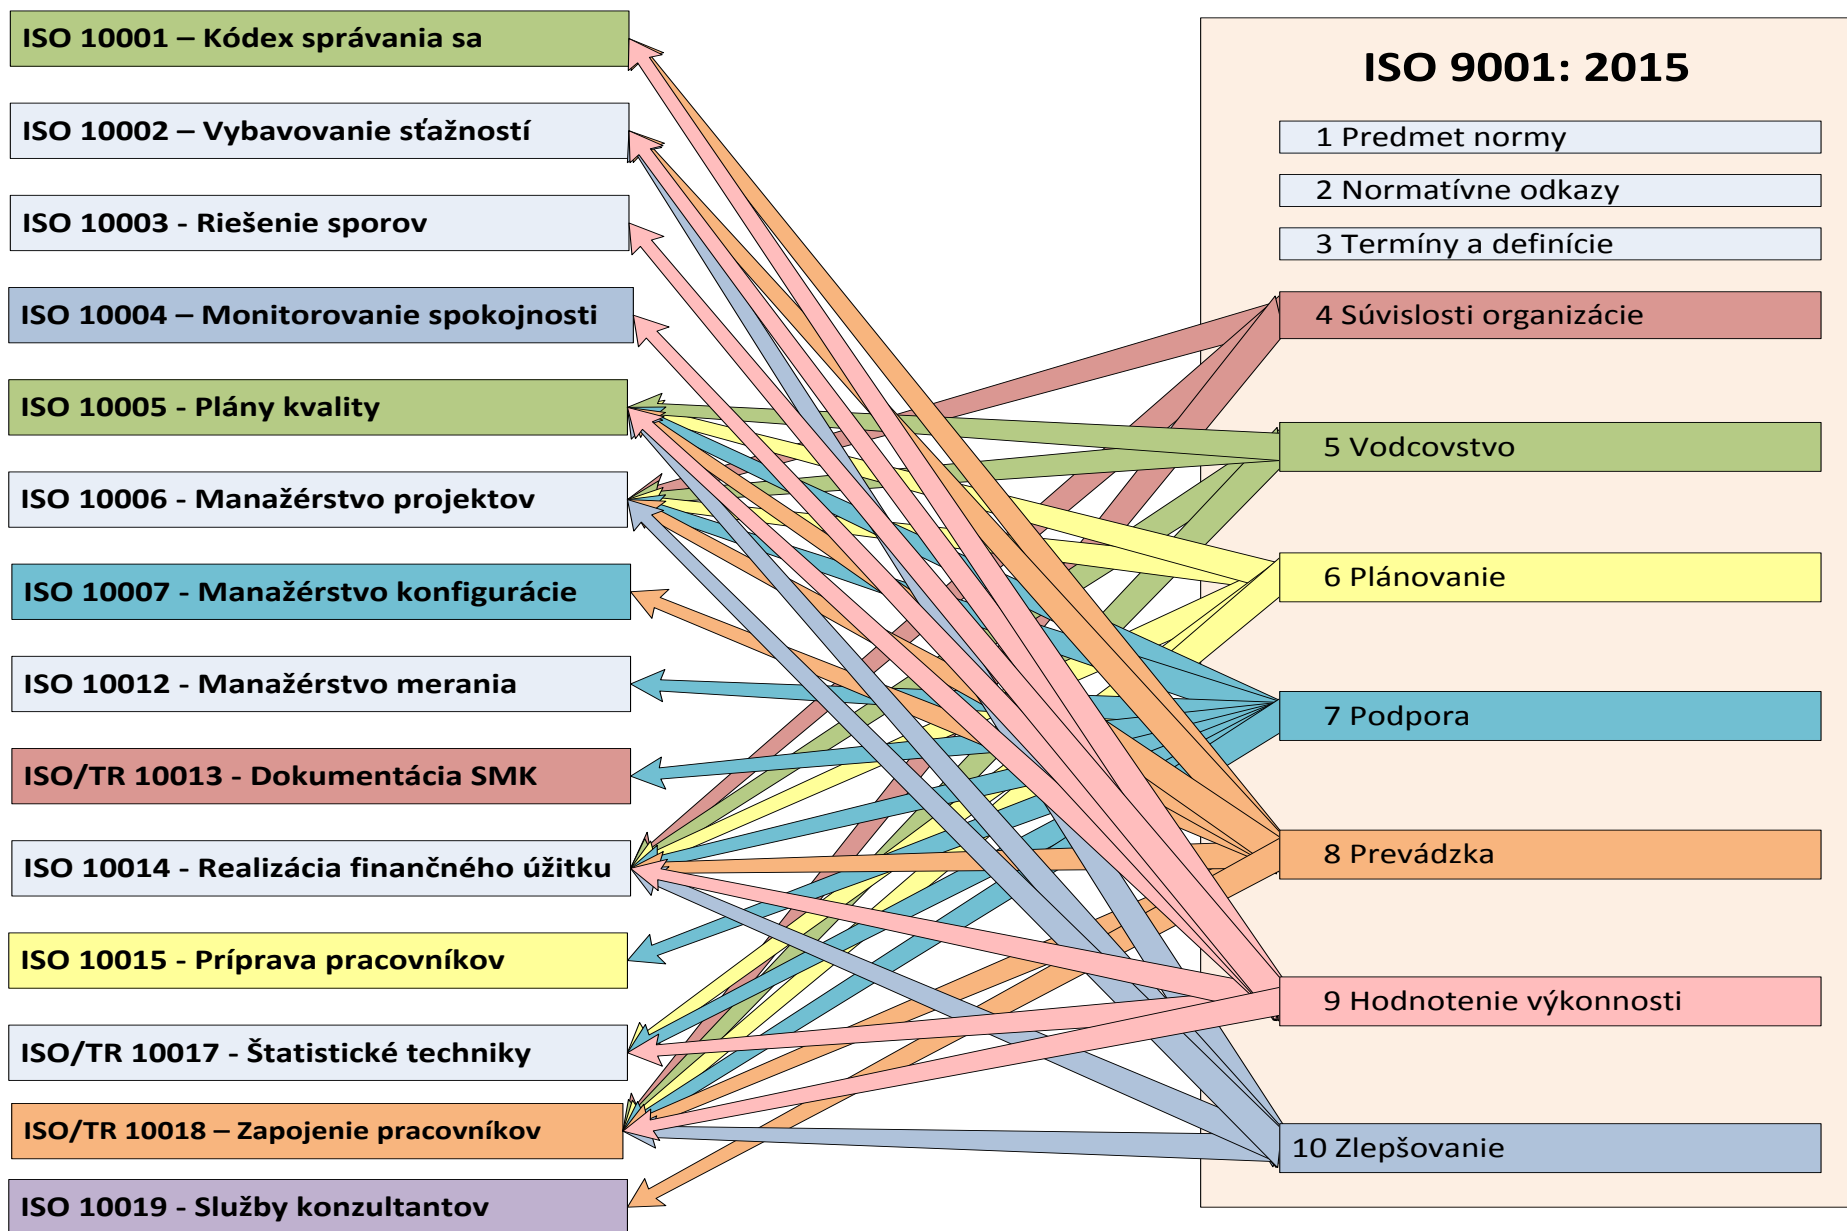 ISO 10001 – Kódex správania sa
ISO 10002 – Vybavovanie sťažností
ISO 10003 - Riešenie sporov
ISO 10004 – Monitorovanie spokojnosti
ISO 10005 - Plány kvality
ISO 10006 - Manažérstvo projektov
ISO 10007 - Manažérstvo konfigurácie
ISO 10012 - Manažérstvo merania
ISO/TR 10013 - Dokumentácia SMK
ISO 10014 - Realizácia finančného úžitku
ISO 10015 - Príprava pracovníkov
ISO/TR 10017 - Štatistické techniky
ISO/TR 10018 – Zapojenie pracovníkov
ISO 10019 - Služby konzultantov
ISO 9001: 2015
1 Predmet normy
2 Normatívne odkazy
3 Termíny a definície
4 Súvislosti organizácie
5 Vodcovstvo
6 Plánovanie
7 Podpora
8 Prevádzka
9 Hodnotenie výkonnosti
10 Zlepšovanie